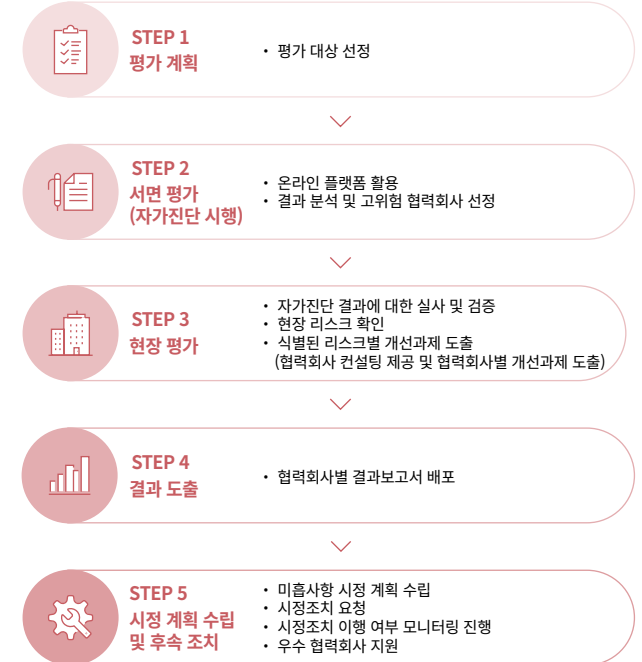 STEP 1
평가 계획
• 평가 대상 선정
STEP 2
서면 평가
(자가진단 시행)
• 온라인 플랫폼 활용
• 결과 분석 및 고위험 협력회사 선정
STEP 3
현장 평가
• 자가진단 결과에 대한 실사 및 검증
• 현장 리스크 확인
• 식별된 리스크별 개선과제 도출
(협력회사 컨설팅 제공 및 협력회사별 개선과제 도출)
STEP 4
결과 도출
• 협력회사별 결과보고서 배포
STEP 5
시정 계획 수립
및 후속 조치
• 미흡사항 시정 계획 수립
• 시정조치 요청
• 시정조치 이행 여부 모니터링 진행
• 우수 협력회사 지원